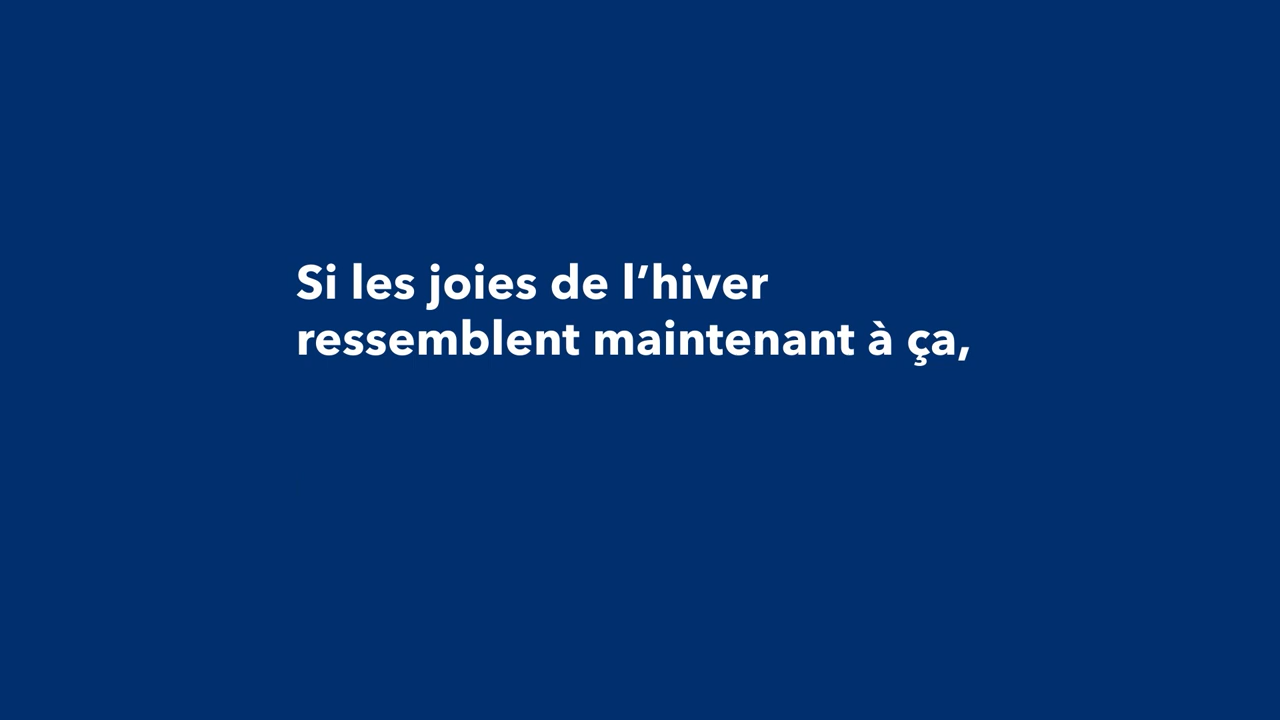 Si les joies de l’hiver
ressemblent maintenant à ça,